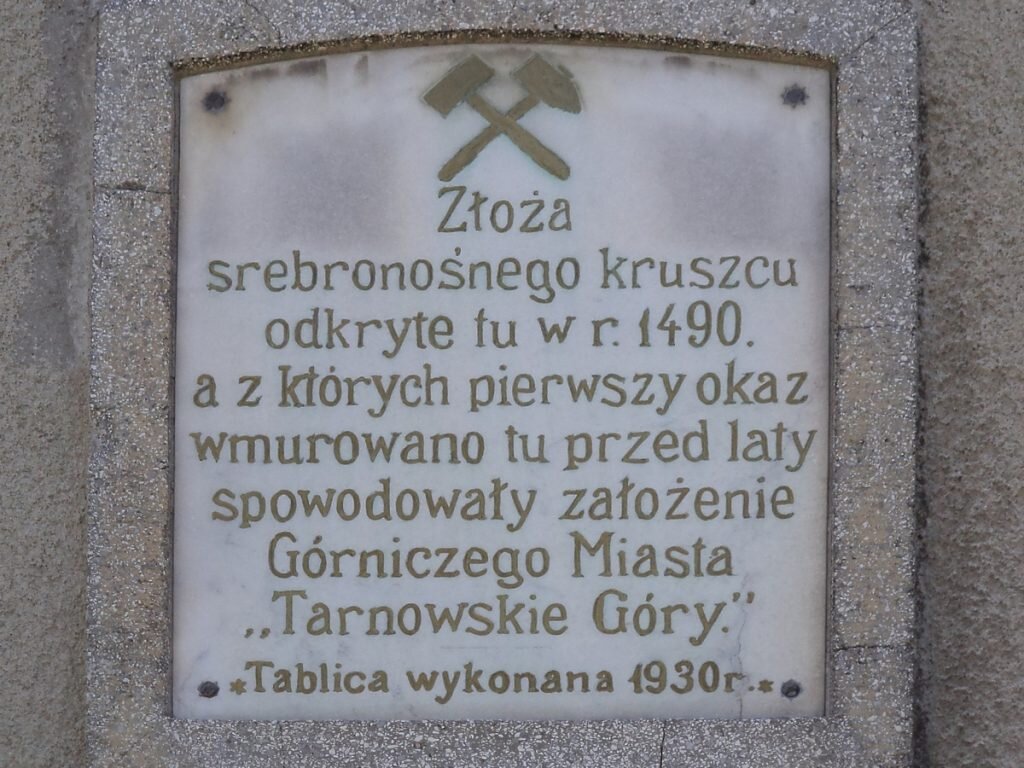 Złoża
srebronośnego kruszcu
odkryte tu w r. 1490.
a z których pierwszy okaz
wmurowano tu przed laty
spowodowały założenie
Górniczego Miasta
„Tarnowskie Góry.”
*Tablica wykonana 1930r.*